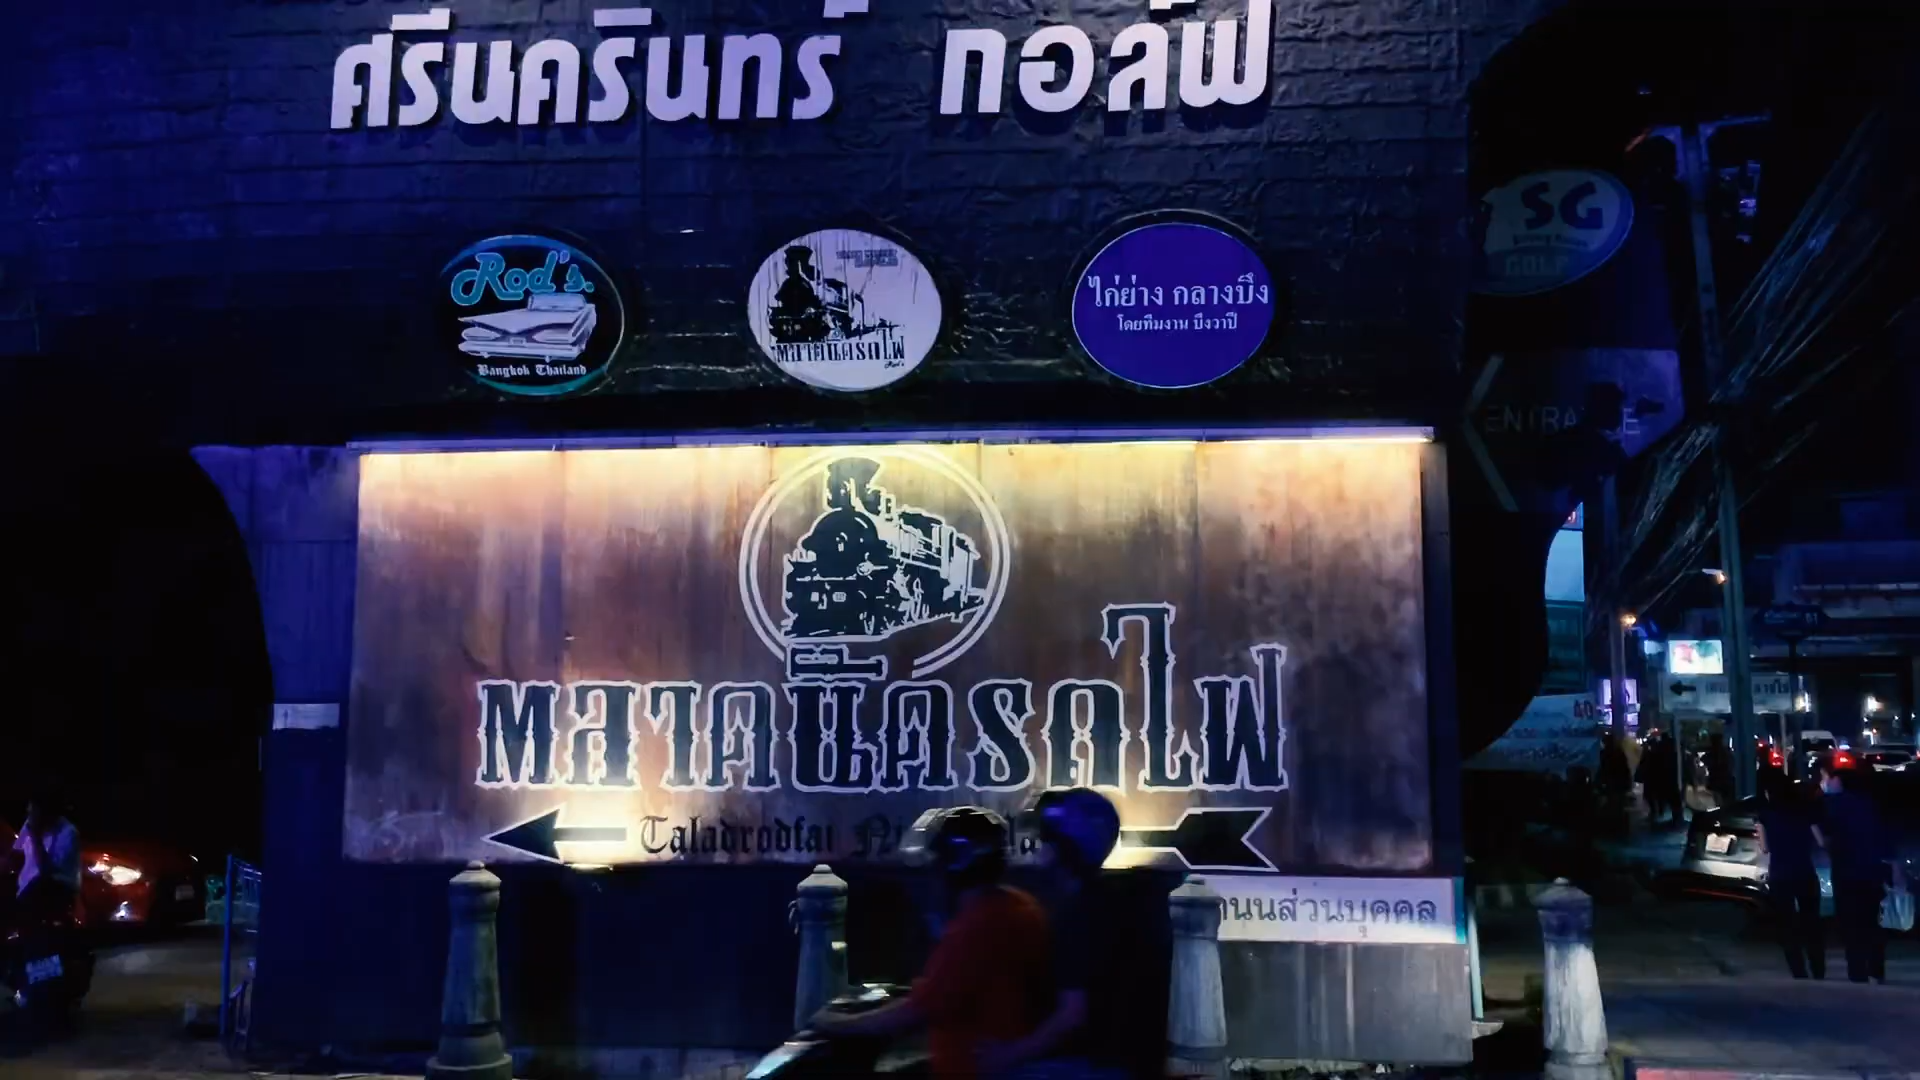 ศรีนครินทร์ กอล์ฟ
Rod's.
Bangkok Thailand
ตลาดนัดรถไฟ
Rod's
ไก่ย่าง กลางบึง
โดยทีมงาน บึงวาปี
SG
GOLF
ENTRA E
ตลาดนัดรถไฟ
Taladrodfai
นนส่วนบุคคล